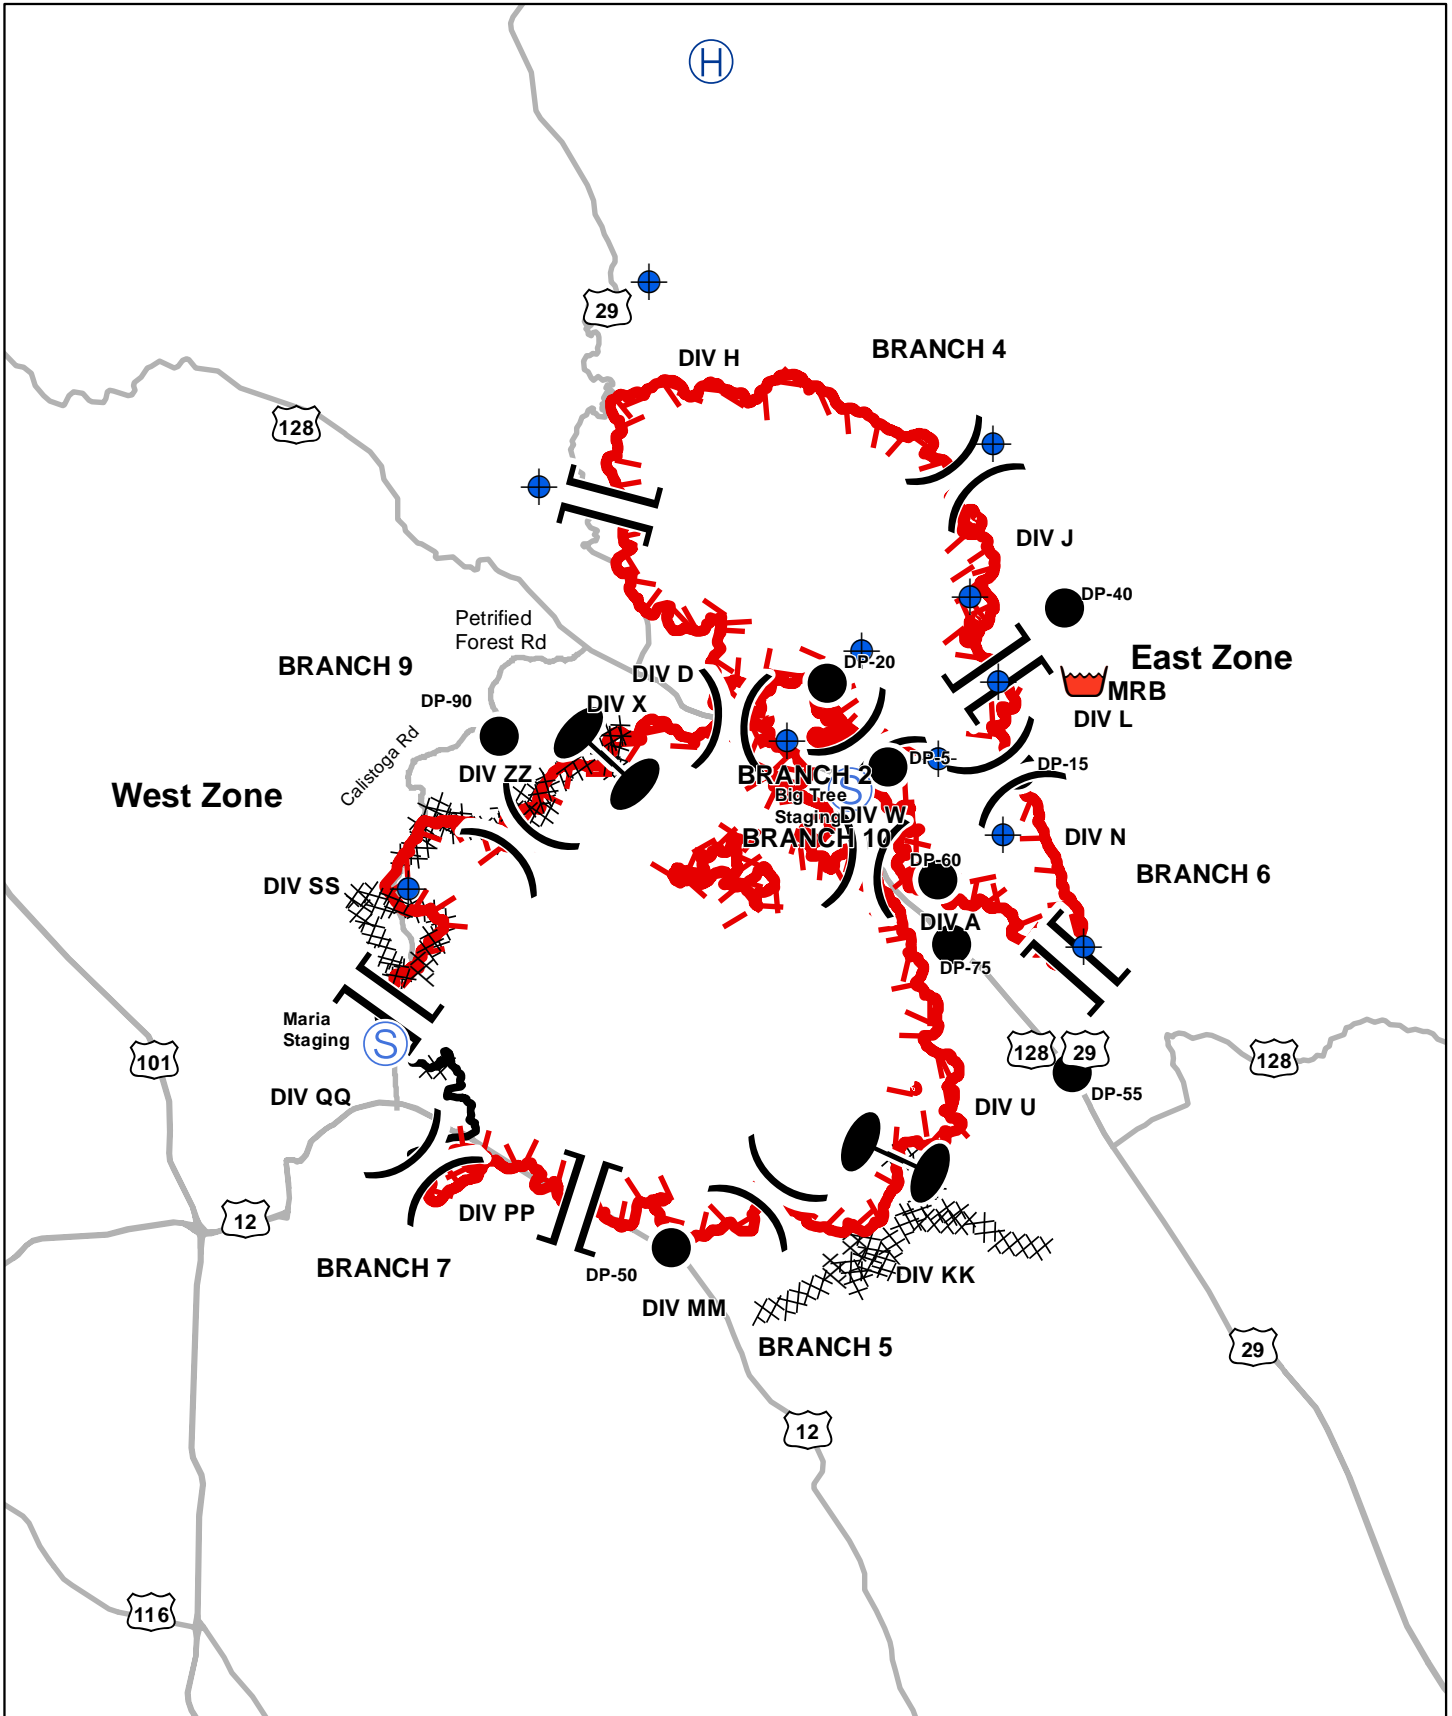 H
29
DIV H
BRANCH 4
128
DIV J
DP-40
Petrified
Forest Rd
East Zone
BRANCH 9
DP-20
DIV D
MRB
DP-90
DIV X
DIV L
Calistoga Rd
DP-5-
DP-15
DIV ZZ
BRANCH 2
West Zone
Big Tree
Staging
S
DIV W
BRANCH 10
DIV N
DP-60
BRANCH 6
DIV SS
DIV A
DP-75
Maria
Staging
S
101
128
29
128
DIV QQ
DP-55
DIV U
12
DIV PP
BRANCH 7
DP-50
DIV KK
DIV MM
BRANCH 5
29
12
116